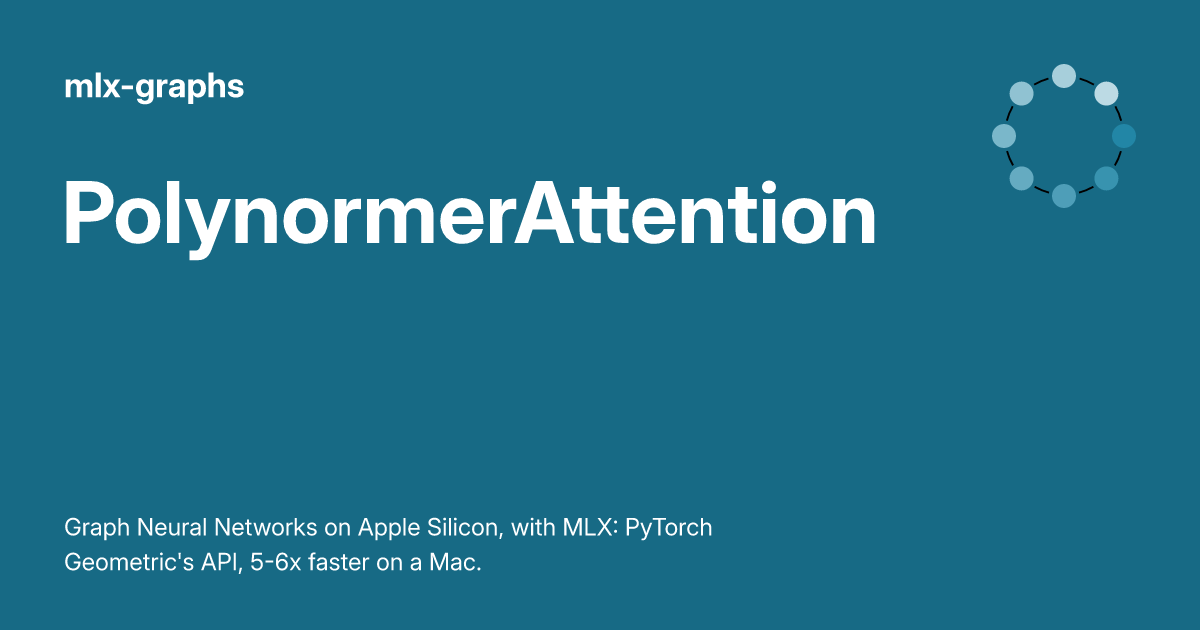 mlx-graphs
PolynormerAttention
Graph Neural Networks on Apple Silicon, with MLX: PyTorch
Geometric's API, 5-6x faster on a Mac.